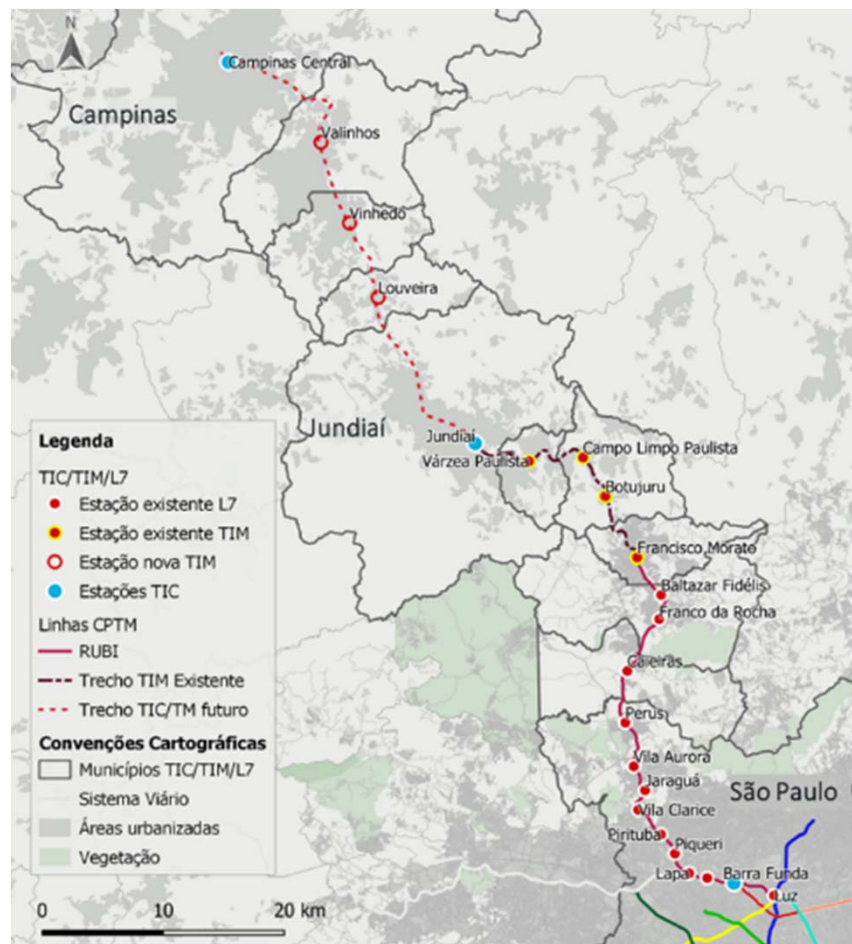 N
Campinas Central
Campinas
Valinhos
Vinhedo
Louveira
Jundiaí
Jundiaí
Várzea Paulista
Campo Limpo Paulista
Botujuru
Francisco Morato
Baltazar Fidélis
Franco da Rocha
Caieiras
Perus
Vila Aurora
Jaraguá
Vila Clarice
São Paulo
Pirituba
Piqueri
Lapa
Barra Funda
Luz
Legenda
TIC/TIM/L7
Estação existente L7
Estação existente TIM
Estação nova TIM
Estações TIC
Linhas CPTM
RUBI
Trecho TIM Existente
Trecho TIC/TM futuro
Convenções Cartográficas
Municípios TIC/TIM/L7
Sistema Viário
Áreas urbanizadas
Vegetação
0 10 20 km